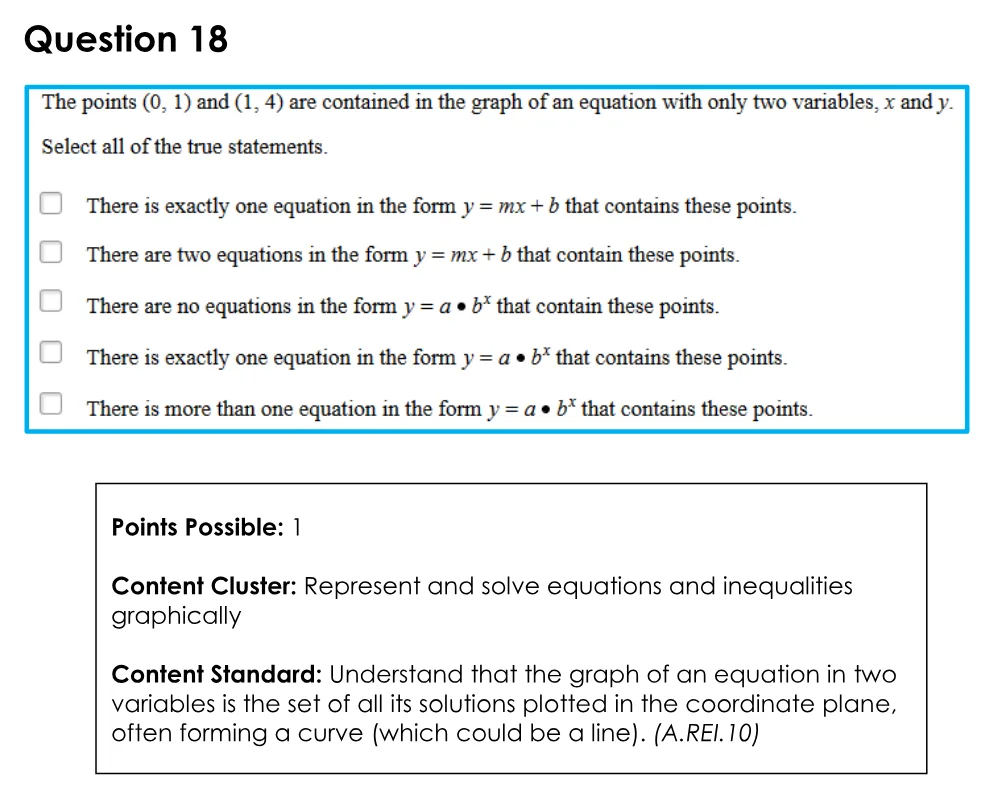 Question 18
The points (0, 1) and (1, 4) are contained in the graph of an equation with only two variables, x and y.
Select all of the true statements.
There is exactly one equation in the form y = mx + b that contains these points.
There are two equations in the form y = mx + b that contain these points.
There are no equations in the form y = a • bˣ that contain these points.
There is exactly one equation in the form y = a • bˣ that contains these points.
There is more than one equation in the form y = a • bˣ that contains these points.
Points Possible: 1
Content Cluster: Represent and solve equations and inequalities
graphically
Content Standard: Understand that the graph of an equation in two
variables is the set of all its solutions plotted in the coordinate plane,
often forming a curve (which could be a line). (A.REI.10)